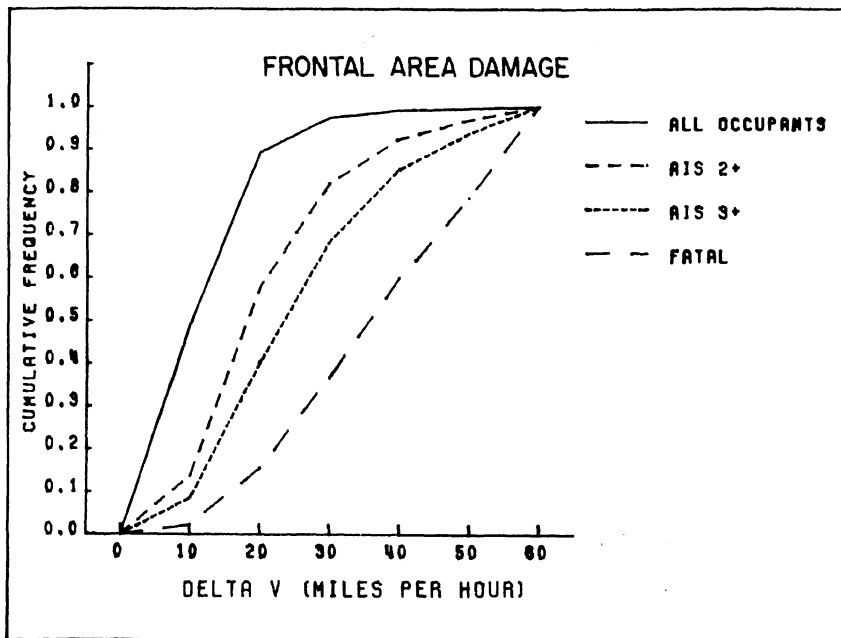 FRONTAL AREA DAMAGE
1.0
0.9
0.8
0.7
0.6
0.5
0.4
0.3
0.2
0.1
0.0
CUMULATIVE FREQUENCY
0 10 20 30 40 50 60
DELTA V (MILES PER HOUR)
ALL OCCUPANTS
AIS 2+
AIS 3+
FATAL